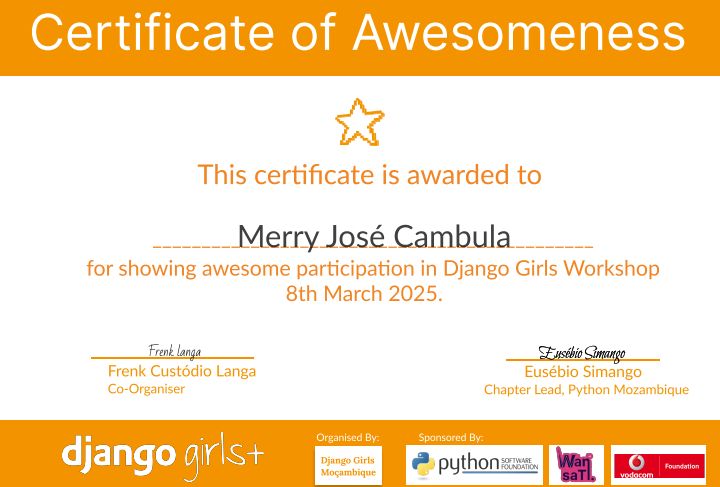 Certificate of Awesomeness
This certificate is awarded to
Merry José Cambula
for showing awesome participation in Django Girls Workshop
8th March 2025.
Frenk langa
Frenk Custódio Langa
Co-Organiser
Eusébio Simango
Eusébio Simango
Chapter Lead, Python Mozambique
django girls+
Organised By:
Django Girls
Moçambique
Sponsored By:
python SOFTWARE
FOUNDATION
Wan
saTI.
vodacom
Foundation